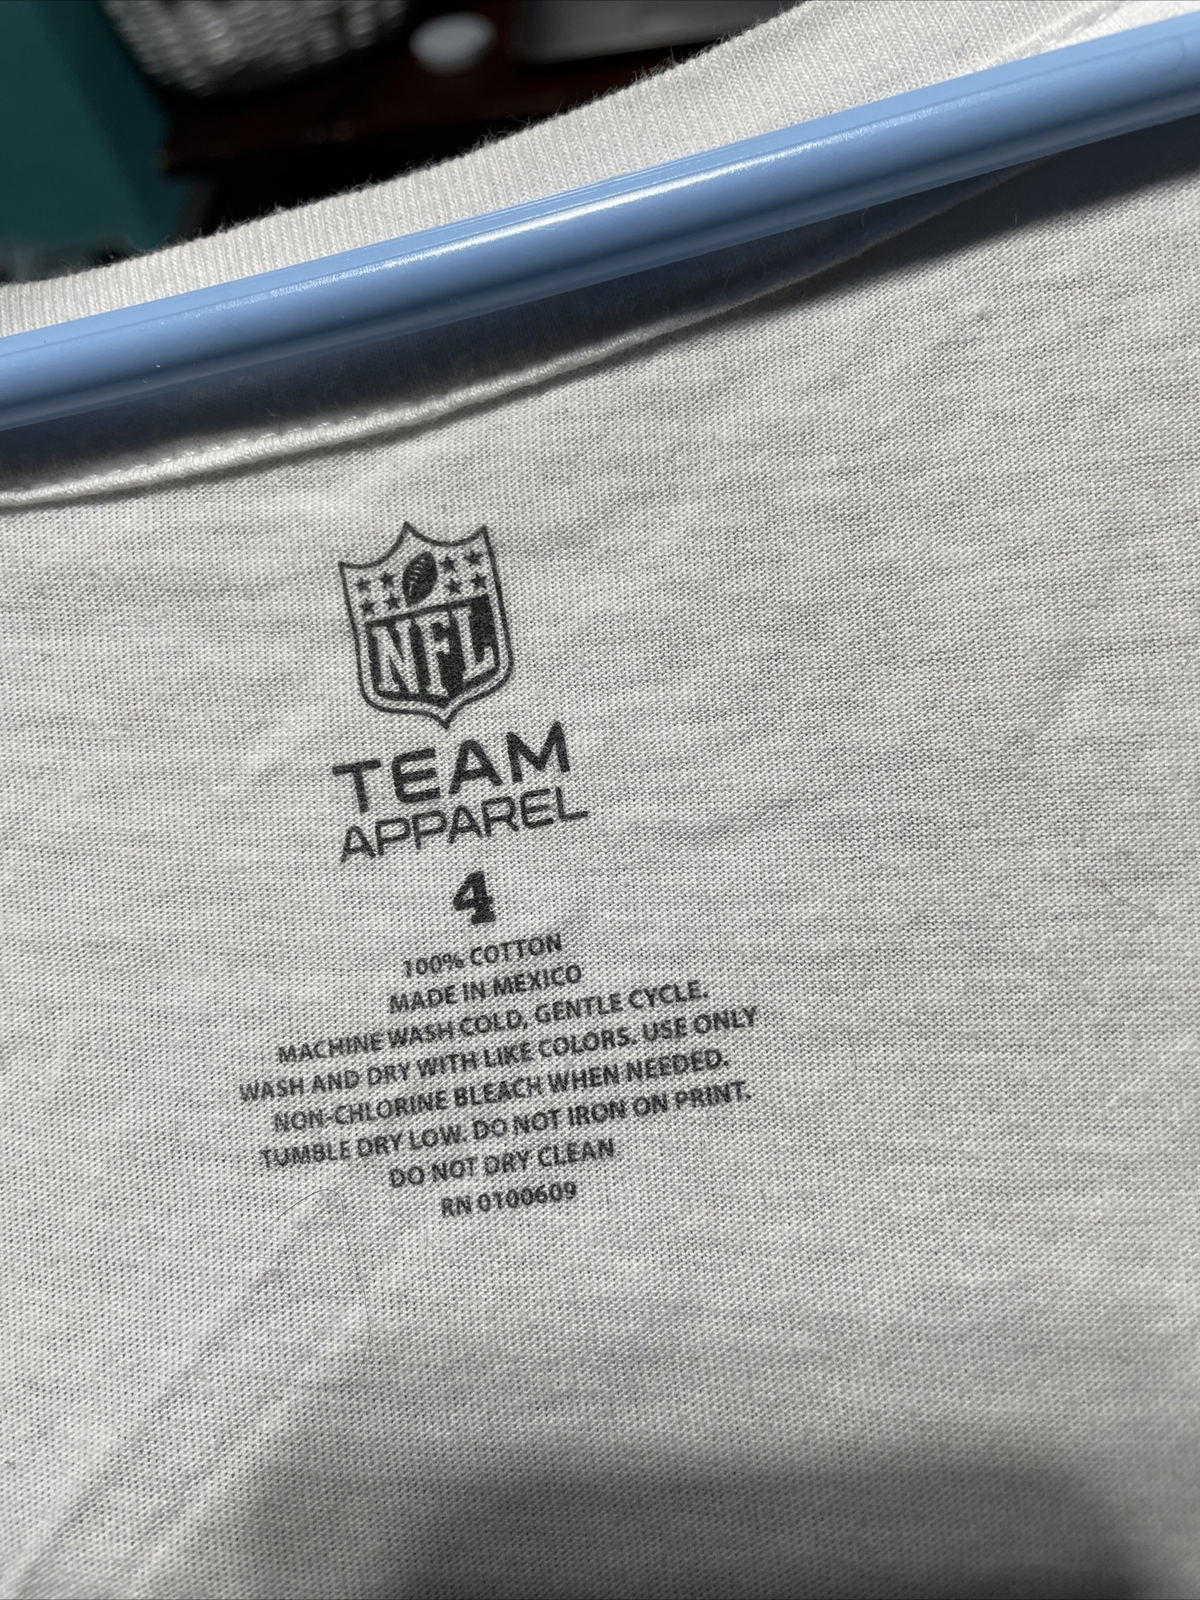 NFL
TEAM
APPAREL
4
100% COTTON
MADE IN MEXICO
MACHINE WASH COLD, GENTLE CYCLE.
WASH AND DRY WITH LIKE COLORS. USE ONLY
NON-CHLORINE BLEACH WHEN NEEDED.
TUMBLE DRY LOW. DO NOT IRON ON PRINT.
DO NOT DRY CLEAN
RN 0100609